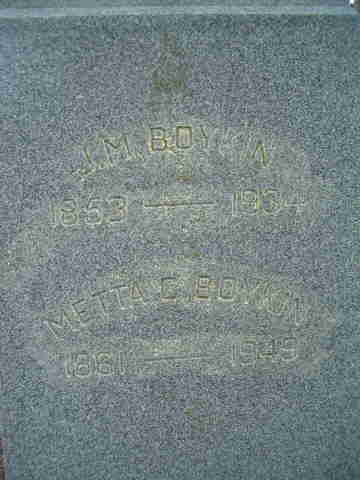 J.M. BOYKIN
1853 — 1934
METTA C. BOYKIN
1861 — 1949